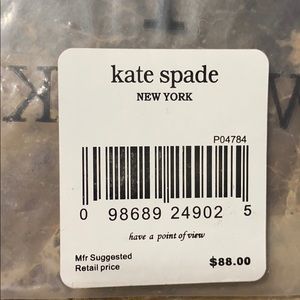 kate spade
NEW YORK
P04784
0 98689 24902 5
have a point of view
Mfr Suggested
Retail price
$88.00